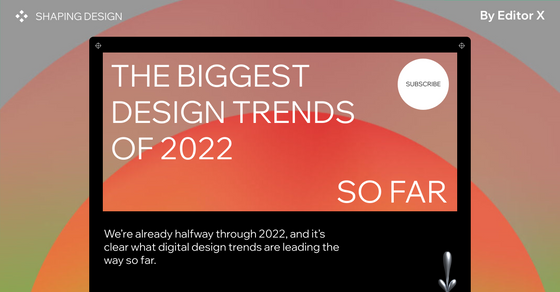 SHAPING DESIGN
By Editor X
THE BIGGEST
DESIGN TRENDS
OF 2022
SUBSCRIBE
SO FAR
We're already halfway through 2022, and it's
clear what digital design trends are leading the
way so far.